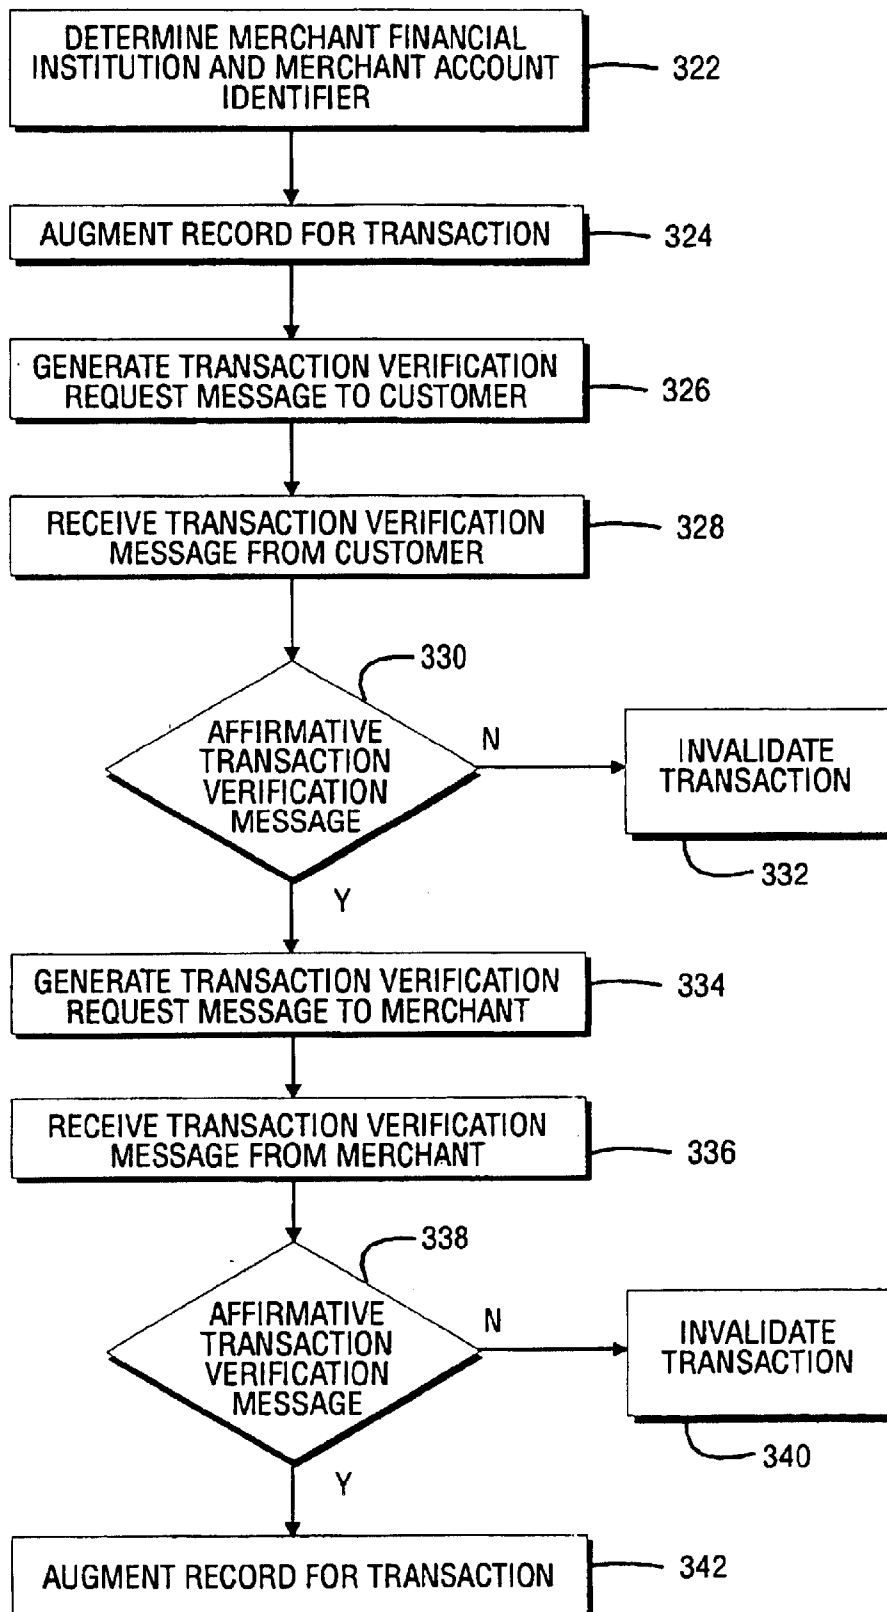 DETERMINE MERCHANT FINANCIAL
INSTITUTION AND MERCHANT ACCOUNT
IDENTIFIER
322
AUGMENT RECORD FOR TRANSACTION
324
GENERATE TRANSACTION VERIFICATION
REQUEST MESSAGE TO CUSTOMER
326
RECEIVE TRANSACTION VERIFICATION
MESSAGE FROM CUSTOMER
328
330
AFFIRMATIVE
TRANSACTION
VERIFICATION
MESSAGE
N
INVALIDATE
TRANSACTION
332
Y
GENERATE TRANSACTION VERIFICATION
REQUEST MESSAGE TO MERCHANT
334
RECEIVE TRANSACTION VERIFICATION
MESSAGE FROM MERCHANT
336
338
AFFIRMATIVE
TRANSACTION
VERIFICATION
MESSAGE
N
INVALIDATE
TRANSACTION
340
Y
AUGMENT RECORD FOR TRANSACTION
342